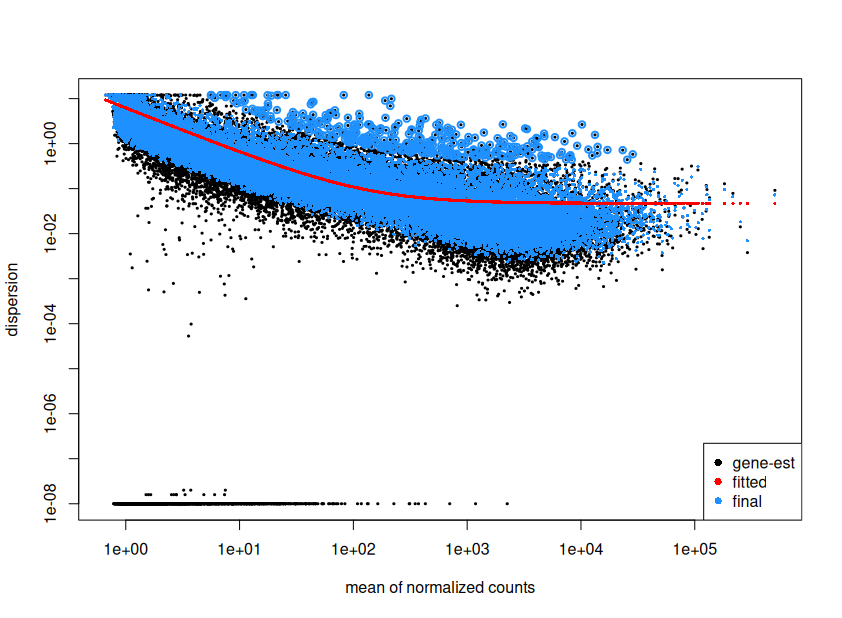 dispersion
1e+00
1e-02
1e-04
1e-06
1e-08
gene-est
fitted
final
1e+00 1e+01 1e+02 1e+03 1e+04 1e+05
mean of normalized counts